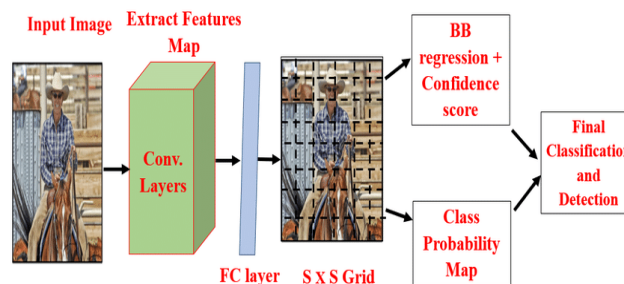 Input Image
Extract Features
Map
Conv.
Layers
FC layer
S X S Grid
BB
regression +
Confidence
score
Class
Probability
Map
Final
Classification
and
Detection